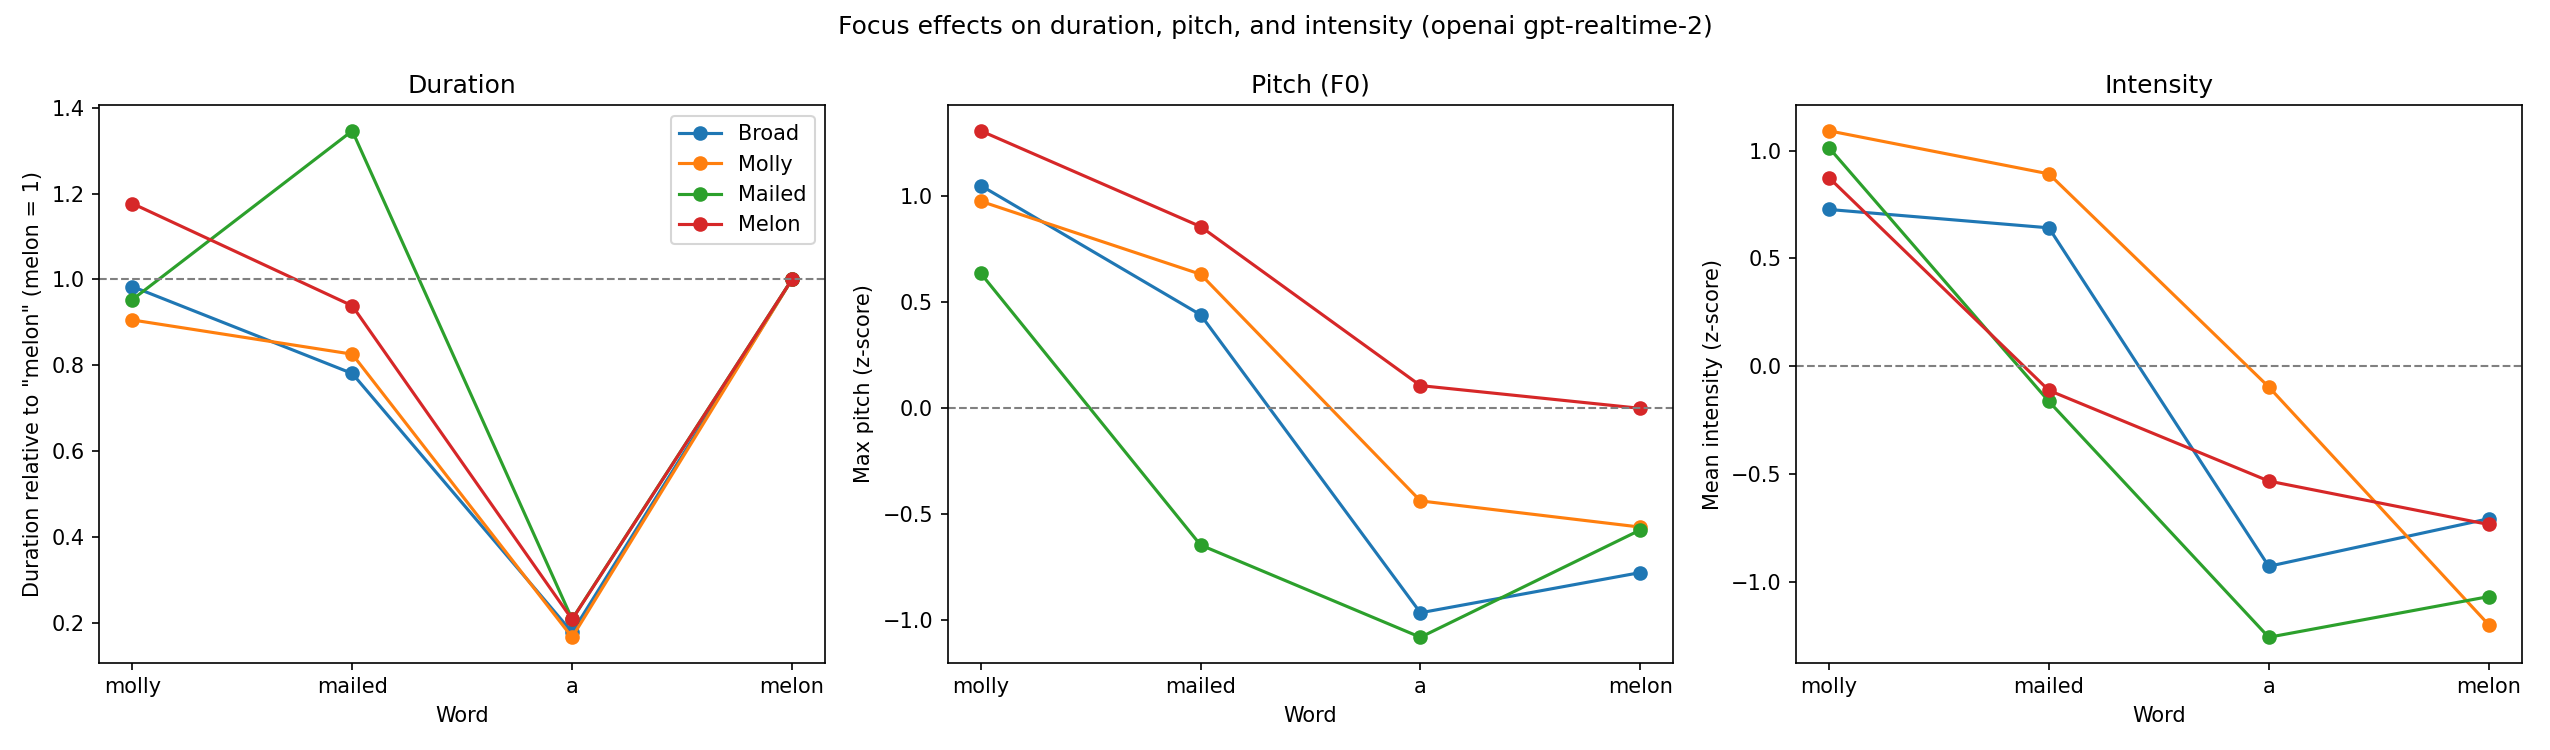 Focus effects on duration, pitch, and intensity (openai gpt-realtime-2)
Duration
Duration relative to "melon" (melon = 1)
1.4
1.2
1.0
0.8
0.6
0.4
0.2
Broad
Molly
Mailed
Melon
molly mailed a melon
Word
Pitch (F0)
Max pitch (z-score)
1.0
0.5
0.0
−0.5
−1.0
molly mailed a melon
Word
Intensity
Mean intensity (z-score)
1.0
0.5
0.0
−0.5
−1.0
molly mailed a melon
Word